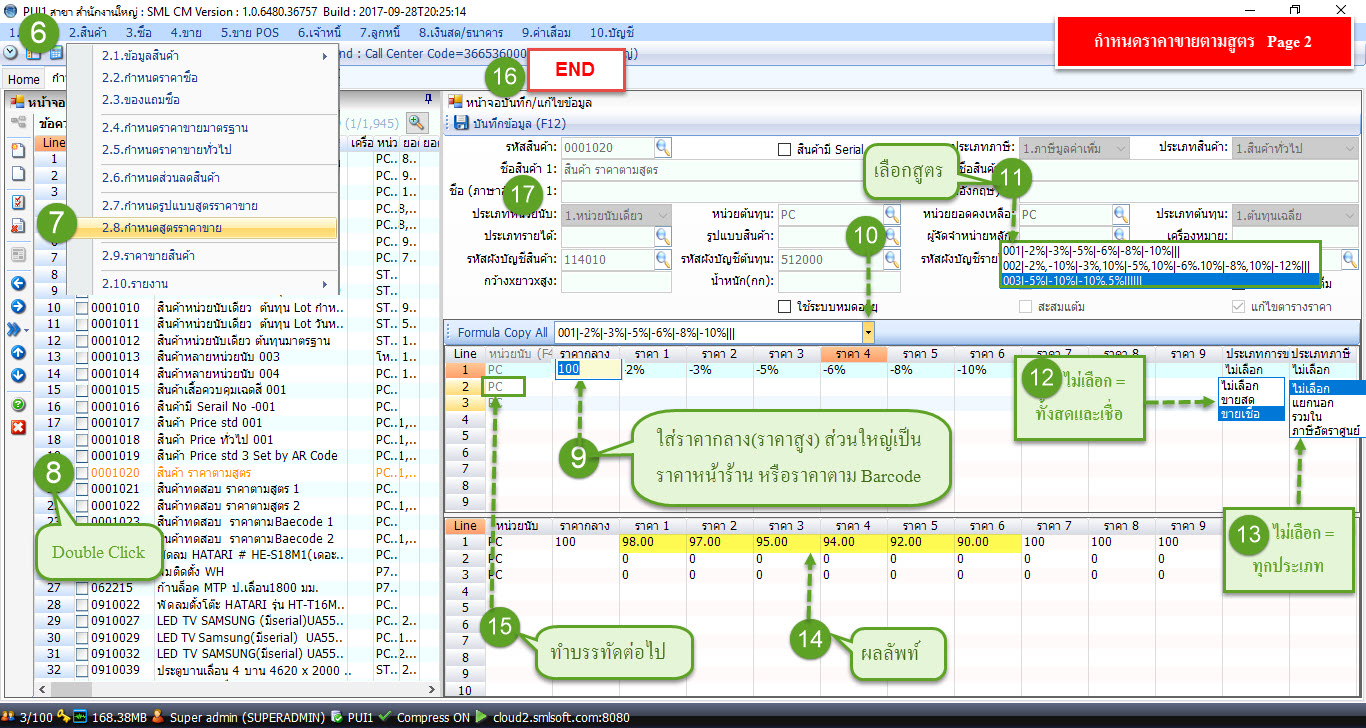 PUI1 สาขา สำนักงานใหญ่ : SML CM Version : 1.0.6480.36757 Build : 2017-09-28T20:25:14
1. 2.สินค้า 3.ซื้อ 4.ขาย 5.ขาย POS 6.เจ้าหนี้ 7.ลูกหนี้ 8.เงินสด/ธนาคาร 9.ค่าเสื่อม 10.บัญชี
กำหนดราคาขายตามสูตร Page 2
6
nd : Call Center Code=366536000
16
END
Home
2.1.ข้อมูลสินค้า
2.2.กำหนดราคาซื้อ
2.3.ของแถมซื้อ
2.4.กำหนดราคาขายมาตรฐาน
2.5.กำหนดราคาขายทั่วไป
2.6.กำหนดส่วนลดสินค้า
2.7.กำหนดรูปแบบสูตรราคาขาย
7
2.8.กำหนดสูตรราคาขาย
2.9.ราคาขายสินค้า
2.10.รายงาน
หน้าจอ
ข้อคว
(1/1,945)
Line เครื่อ หน่ว ยอด ยอด
1 PC.. 8..
2 PC.. 9..
3 PC.. 1..
PC.. 8,..
PC.. 8,..
PC.. 9..
7 PC.. 7..
8 ST..
9 ST..
10 0001010 สินค้าหน่วยนับเดียว ต้นทุน Lot กำห.. ST.. 9..
11 0001011 สินค้าหน่วยนับเดียว ต้นทุน Lot วันห.. ST.. 5..
12 0001012 สินค้าหน่วยนับเดียว ต้นทุนมาตรฐาน ST.. 1..
13 0001013 สินค้าหลายหน่วยนับ 003 โห.. 1..
14 0001014 สินค้าหลายหน่วยนับ 004 PC.. 1..
15 0001015 สินค้าเสื้อควบคุมเฉดสี 001 PC..
16 0001016 สินค้ามี Serail No -001 PC.. 1..
17 0001017 สินค้า Price std 001 PC.. 1,..
18 0001018 สินค้า Price ทั่วไป 001 PC.. 1,..
0001019 สินค้า Price std 3 Set by AR Code PC.. 1,..
0001020 สินค้า ราคาตามสูตร PC.. 1,..
0001021 สินค้าทดสอบ ราคาตามสูตร 1 PC.. 1,..
0001022 สินค้าทดสอบ ราคาตามสูตร 2 PC.. 1,..
0001023 สินค้าทดสอบ ราคาตามBaecode 1 PC.. 1,..
สินค้าทดสอบ ราคาตามBaecode 2 PC.. 1,..
ัดลม HATARI # HE-S18M1(เดอะ.. PC..
มติดตั้ง WH P7..
27 062215 ก้านล็อค MTP ป.เลื่อน1800 มม. P7..
28 0910022 พัดลมตั้งโต๊ะ HATARI รุ่น HT-T16M.. PC..
29 0910027 LED TV SAMSUNG (มีserial) UA55.. PC.. 2..
30 0910029 LED TV Samsung(มีserial) UA55.. PC.. 1..
31 0910032 LED TV SAMSUNG (มีserial) UA55.. PC.. 1..
32 0910039 ประตูบานเลื่อน 4 บาน 4620 x 2000 .. ST.. 2..
8
Double Click
หน้าจอบันทึก/แก้ไขข้อมูล
บันทึกข้อมูล (F12)
รหัสสินค้า: 0001020 สินค้ามี Serial ประเภทภาษี: 1.ภาษีมูลค่าเพิ่ม ประเภทสินค้า: 1.สินค้าทั่วไป
ชื่อสินค้า 1: สินค้า ราคาตามสูตร
เลือกสูตร
11
17
ประเภทหน่วยนับ: 1.หน่วยนับเดียว หน่วยต้นทุน: PC หน่วยยอดคงเหลือ: PC ประเภทต้นทุน: 1.ต้นทุนเฉลี่ย
ประเภทรายได้: รูปแบบสินค้า: ผู้จัดจำหน่ายหลัก: เครื่องหมาย:
10
รหัสผังบัญชีสินค้า: 114010 รหัสผังบัญชีต้นทุน: 512000 รหัสผังบัญชีราย
001|-2%|-3%|-5%|-6%|-8%|-10%|||
002|-2%,-10%|-3%,10%|-5%,10%|-6%.10%|-8%,10%|-12%|||
003|-5%|-10%|-10%.5%||||||
กว้างxยาวxสูง: น้ำหนัก(กก):
ใช้ระบบหมดอายุ สะสมแต้ม แก้ไขตารางราคา
Formula Copy All 001|-2%|-3%|-5%|-6%|-8%|-10%|||
Line หน่วยนับ (F4 ราคากลาง ราคา 1 ราคา 2 ราคา 3 ราคา 4 ราคา 5 ราคา 6 ราคา 7 ราคา 8 ราคา 9 ประเภทการข ประเภทภาษี
1 PC 100 -2% -3% -5% -6% -8% -10% ไม่เลือก ไม่เลือก
2 PC
3 PC
4
5
6
7
8
9
12
ไม่เลือก =
ทั้งสดและเชื่อ
ไม่เลือก
ขายสด
ขายเชื่อ
ไม่เลือก
แยกนอก
รวมใน
ภาษีอัตราศูนย์
9
ใส่ราคากลาง(ราคาสูง) ส่วนใหญ่เป็น
ราคาหน้าร้าน หรือราคาตาม Barcode
13
ไม่เลือก =
ทุกประเภท
Line หน่วยนับ ราคากลาง ราคา 1 ราคา 2 ราคา 3 ราคา 4 ราคา 5 ราคา 6 ราคา 7 ราคา 8 ราคา 9
1 PC 100 98.00 97.00 95.00 94.00 92.00 90.00 100 100 100
2 PC 0 0 0 0 0 0 0 0 0
3 PC 0 0 0 0 0 0 0 0 0
4
5
6
7
8
9
10
15
ทำบรรทัดต่อไป
14
ผลลัพท์
3/100 168.38MB Super admin (SUPERADMIN) PUI1 Compress ON cloud2.smlsoft.com:8080